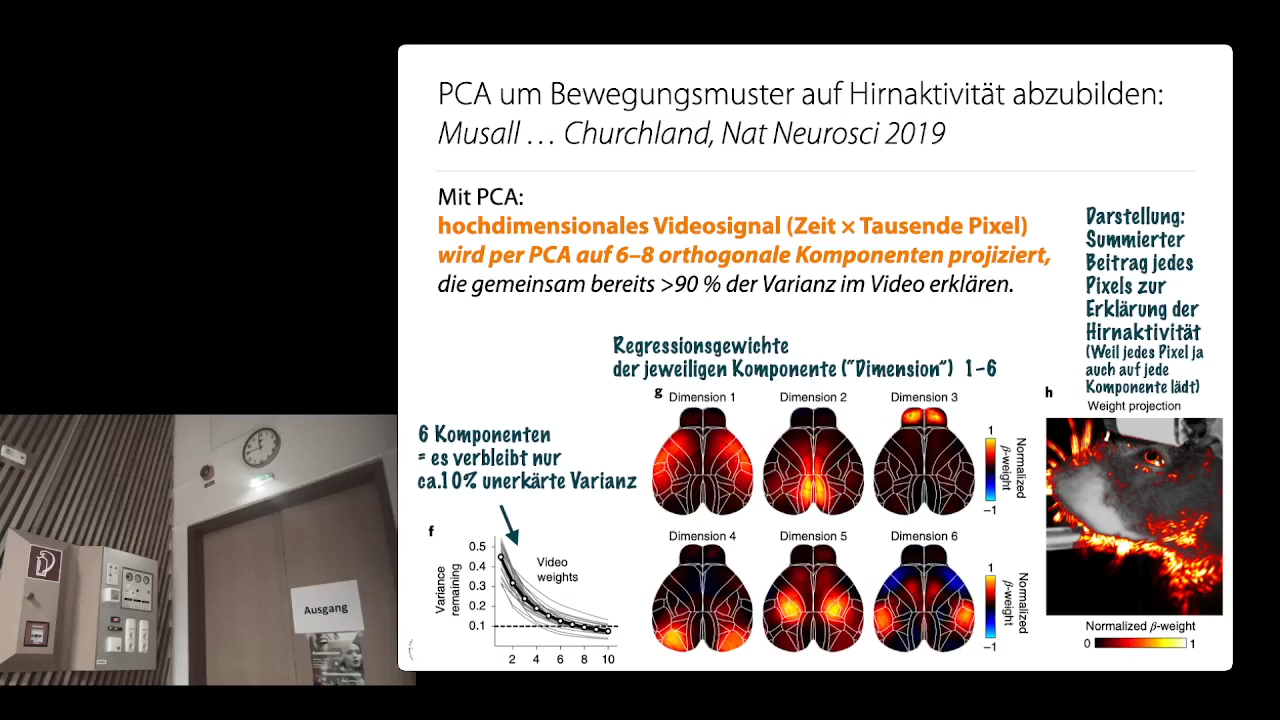 PCA um Bewegungsmuster auf Hirnaktivität abzubilden:
Musall … Churchland, Nat Neurosci 2019
Mit PCA:
hochdimensionales Videosignal (Zeit × Tausende Pixel)
wird per PCA auf 6–8 orthogonale Komponenten projiziert,
die gemeinsam bereits >90 % der Varianz im Video erklären.
Darstellung:
Summierter
Beitrag jedes
Pixels zur
Erklärung der
Hirnaktivität
(Weil jedes Pixel ja
auch auf jede
Komponente lädt)
Regressionsgewichte
der jeweiligen Komponente ("Dimension") 1-6
6 Komponenten
= es verbleibt nur
ca.10% unerkärte Varianz
f
Variance
remaining
0.5
0.4
0.3
0.2
0.1
Video
weights
2 4 6 8 10
g
Dimension 1 Dimension 2 Dimension 3
1
Normalized
β-weight
−1
Dimension 4 Dimension 5 Dimension 6
1
Normalized
β-weight
−1
h
Weight projection
Normalized β-weight
0 1
Ausgang